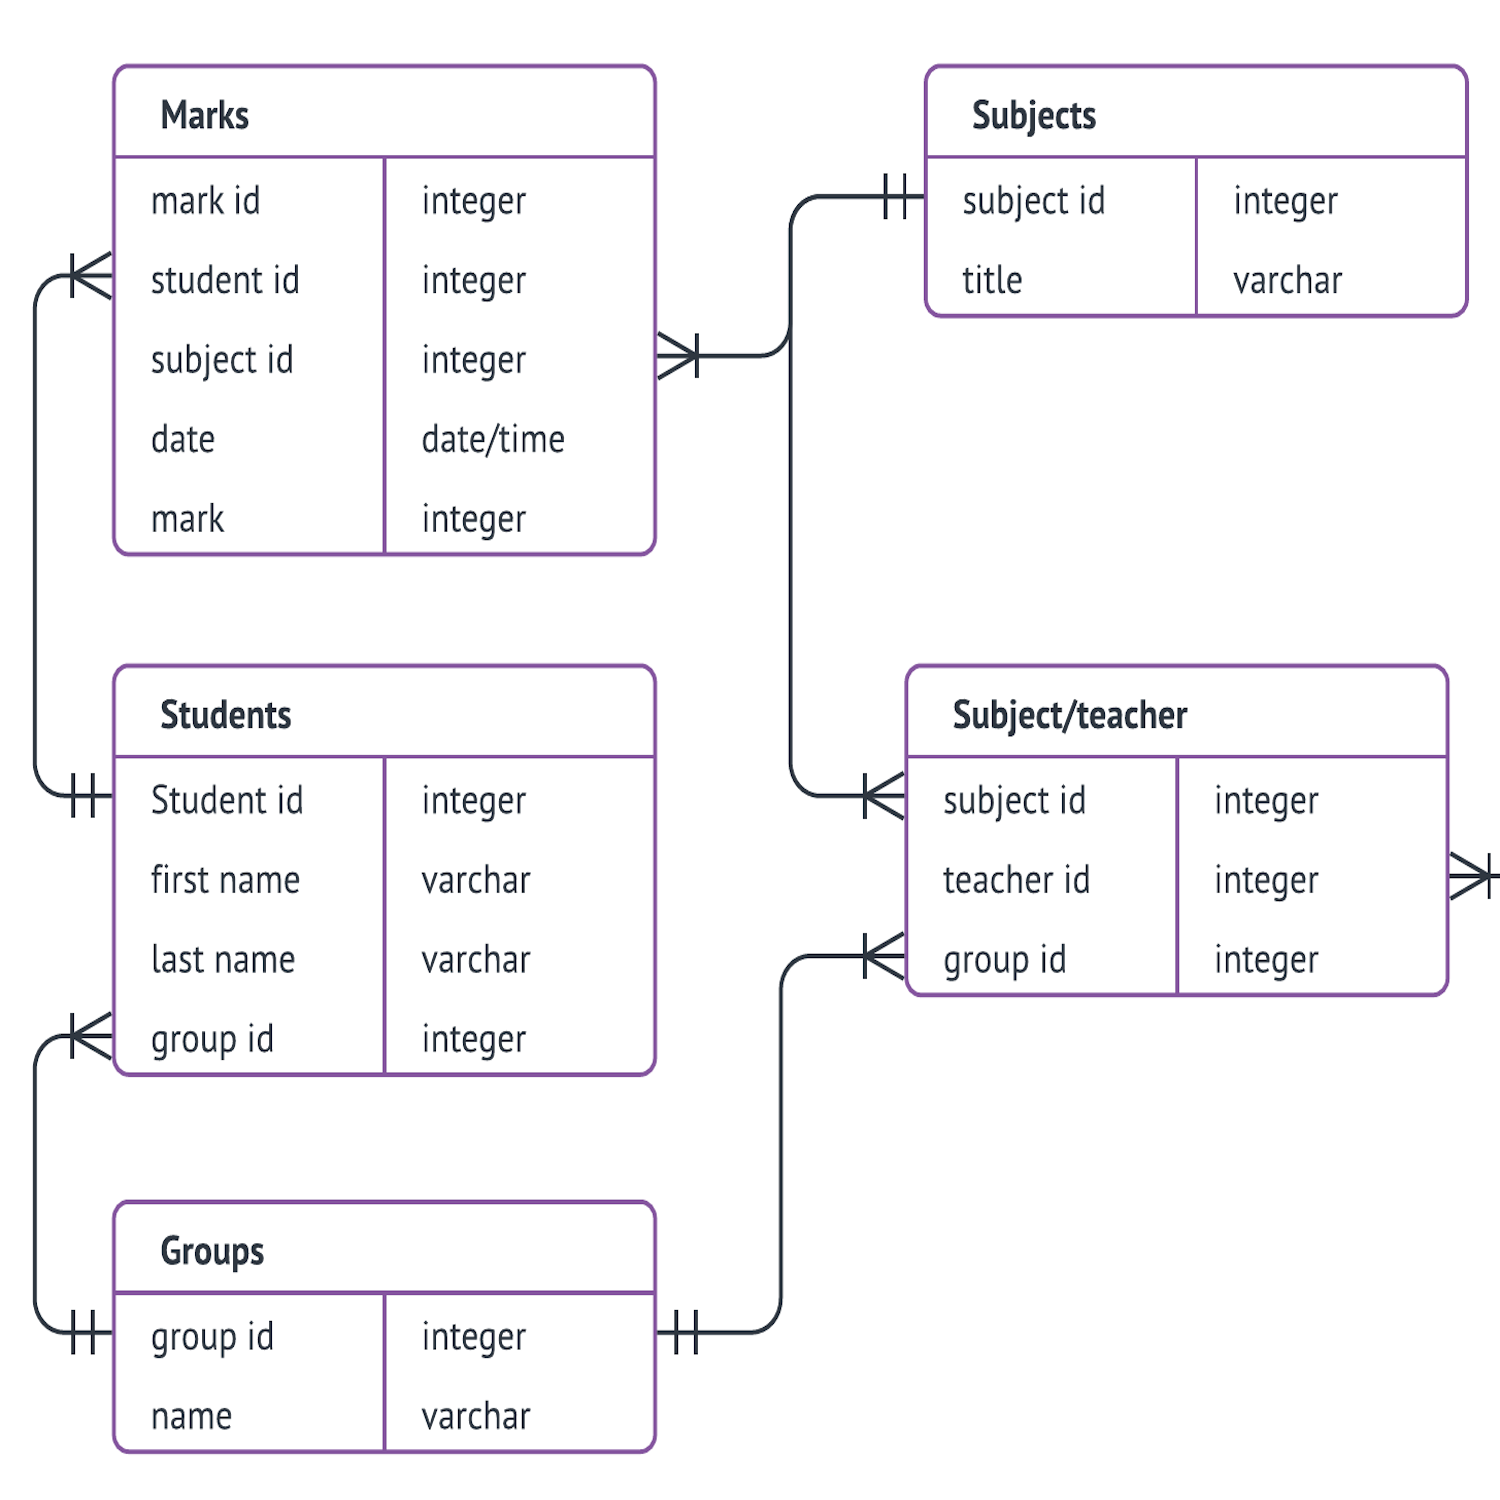 Marks
mark id integer
student id integer
subject id integer
date date/time
mark integer
Subjects
subject id integer
title varchar
Students
Student id integer
first name varchar
last name varchar
group id integer
Subject/teacher
subject id integer
teacher id integer
group id integer
Groups
group id integer
name varchar